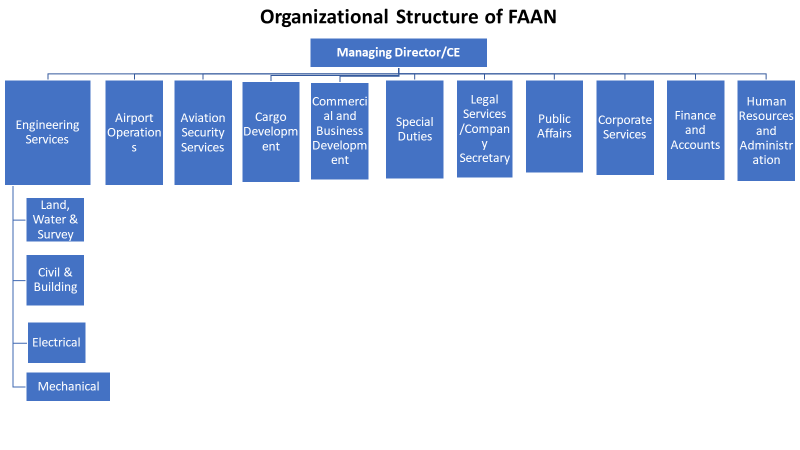 Organizational Structure of FAAN
Managing Director/CE
Engineering
Services
Airport
Operation
s
Aviation
Security
Services
Cargo
Developm
ent
Commerci
al and
Business
Developm
ent
Special
Duties
Legal
Services
/Compan
y
Secretary
Public
Affairs
Corporate
Services
Finance
and
Accounts
Human
Resources
and
Administr
ation
Land,
Water &
Survey
Civil &
Building
Electrical
Mechanical